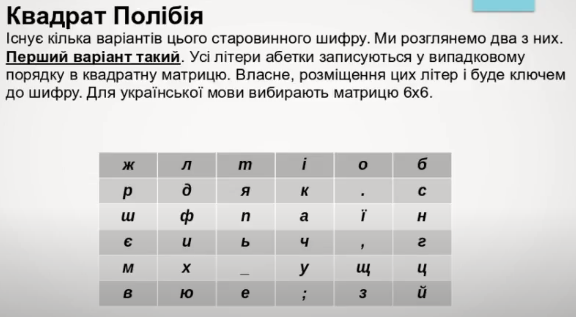 Квадрат Полібія
Існує кілька варіантів цього старовинного шифру. Ми розглянемо два з них.
Перший варіант такий. Усі літери абетки записуються у випадковому
порядку в квадратну матрицю. Власне, розміщення цих літер і буде ключем
до шифру. Для української мови вибирають матрицю 6х6.
ж л т і о б
р д я к . с
ш ф п а ї н
є и ь ч , г
м х _ у щ ц
в ю е ; з й